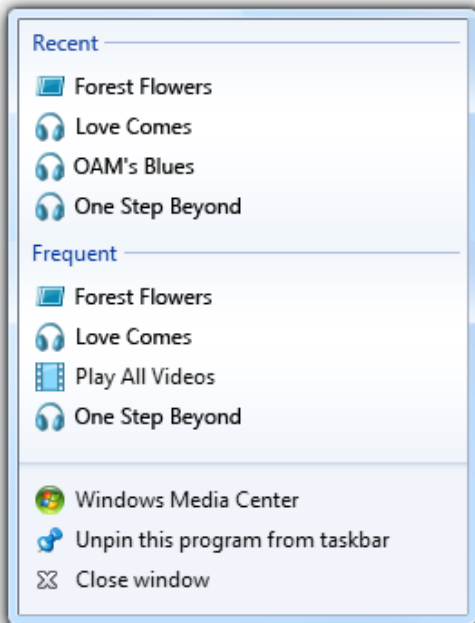 Recent
Forest Flowers
Love Comes
OAM's Blues
One Step Beyond
Frequent
Forest Flowers
Love Comes
Play All Videos
One Step Beyond
Windows Media Center
Unpin this program from taskbar
Close window